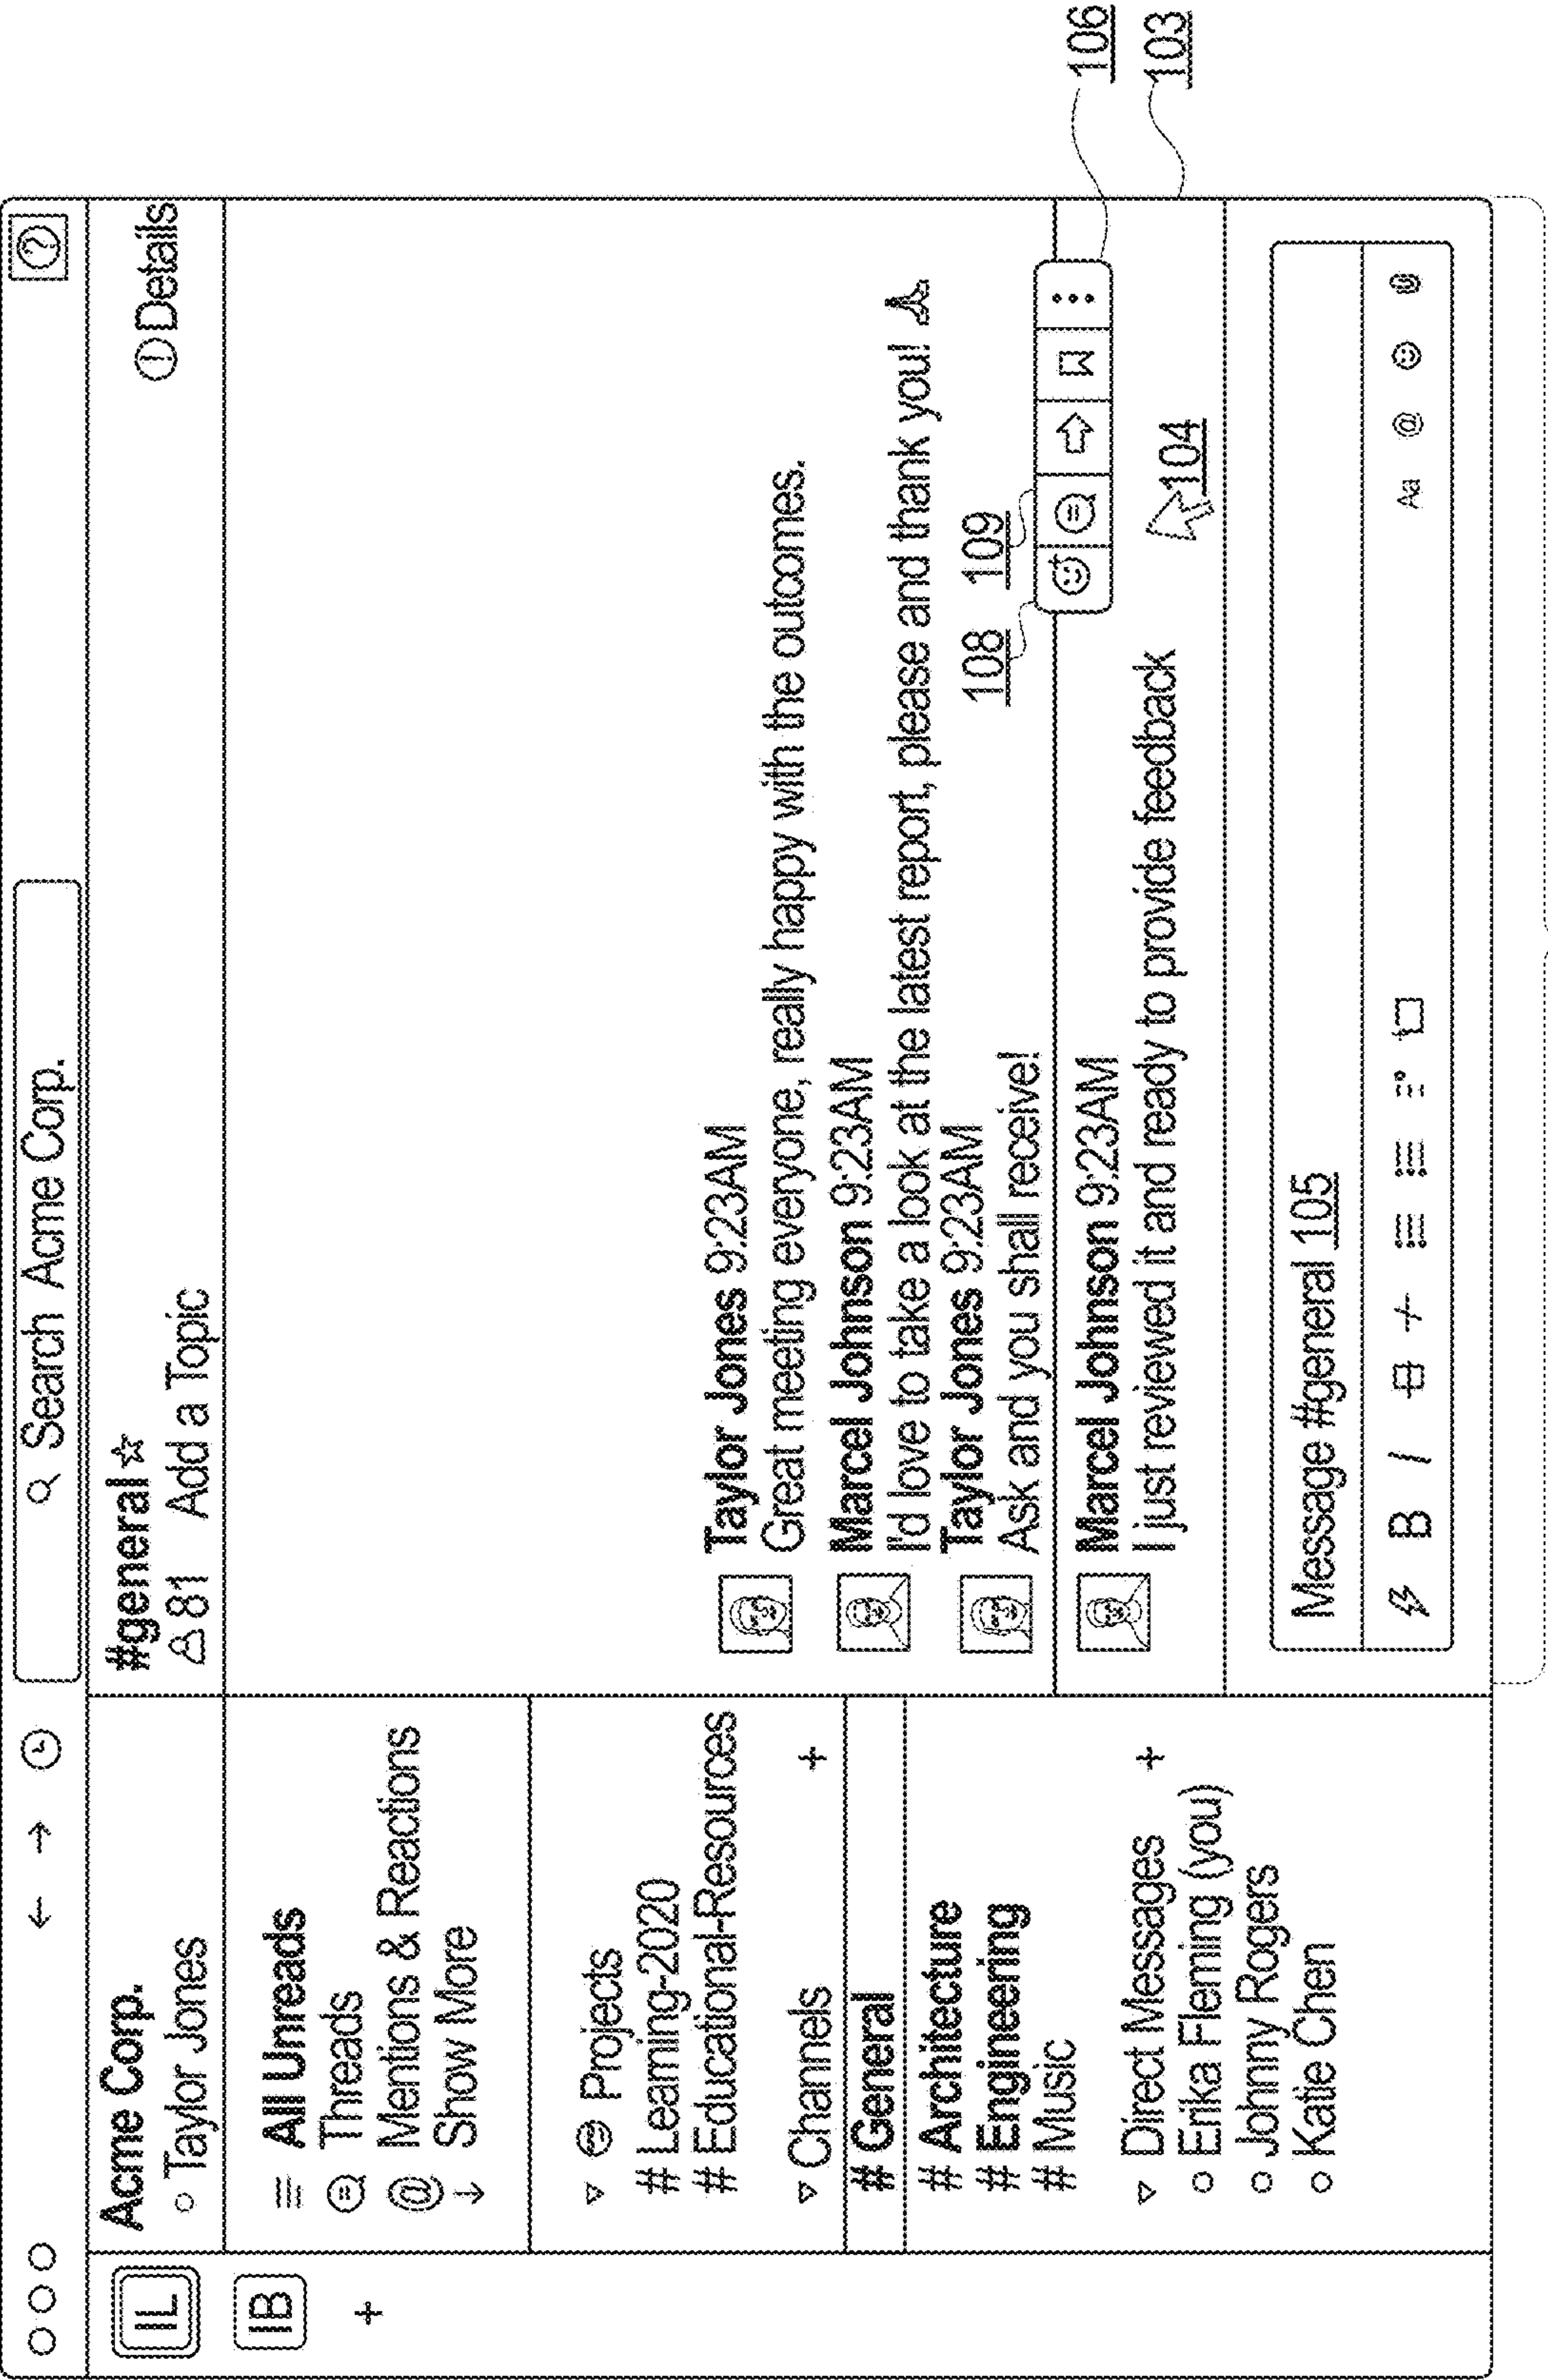 Search Acme Corp.
?
IL
IB
+
Acme Corp.
Taylor Jones
All Unreads
Threads
@ Mentions & Reactions
Show More
Projects
# Learning-2020
# Educational-Resources
Channels +
# General
# Architecture
# Engineering
# Music
Direct Messages +
Erika Fleming (you)
Johnny Rogers
Katie Chen
#general
81 Add a Topic
Details
Taylor Jones 9:23AM
Great meeting everyone, really happy with the outcomes.
Marcel Johnson 9:23AM
I'd love to take a look at the latest report, please and thank you!
Taylor Jones 9:23AM
Ask and you shall receive!
108 109
106
Marcel Johnson 9:23AM
I just reviewed it and ready to provide feedback
104
103
Message #general 105
B I Aa @